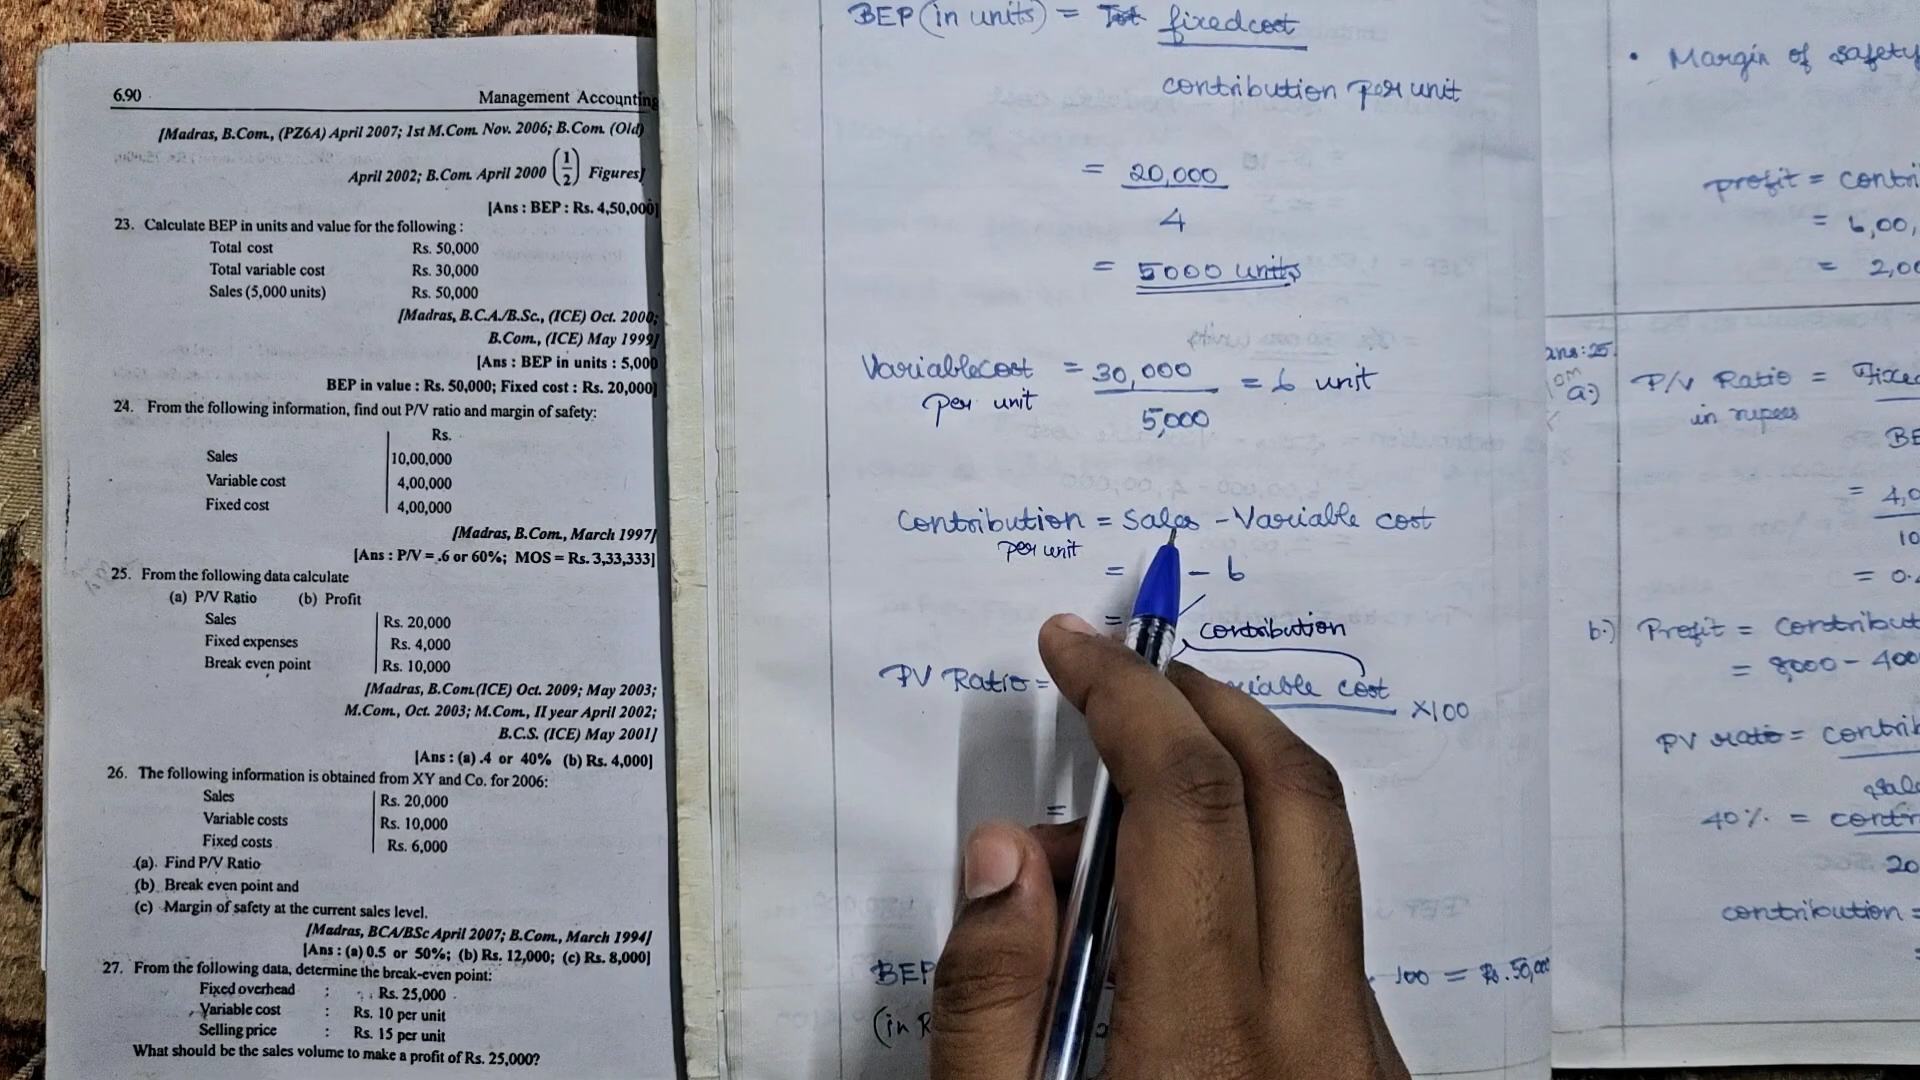 6.90 Management Accounting
[Madras, B.Com., (PZ6A) April 2007; 1st M.Com. Nov. 2006; B.Com. (Old)
April 2002; B.Com. April 2000 (1/2) Figures]
[Ans : BEP : Rs. 4,50,000]
23. Calculate BEP in units and value for the following :
Total cost Rs. 50,000
Total variable cost Rs. 30,000
Sales (5,000 units) Rs. 50,000
[Madras, B.C.A./B.Sc., (ICE) Oct. 2000;
B.Com., (ICE) May 1999]
[Ans : BEP in units : 5,000
BEP in value : Rs. 50,000; Fixed cost : Rs. 20,000]
24. From the following information, find out P/V ratio and margin of safety:
Rs.
Sales 10,00,000
Variable cost 4,00,000
Fixed cost 4,00,000
[Madras, B.Com., March 1997]
[Ans : P/V = .6 or 60%; MOS = Rs. 3,33,333]
25. From the following data calculate
(a) P/V Ratio (b) Profit
Sales Rs. 20,000
Fixed expenses Rs. 4,000
Break even point Rs. 10,000
[Madras, B.Com.(ICE) Oct. 2009; May 2003;
M.Com., Oct. 2003; M.Com., II year April 2002;
B.C.S. (ICE) May 2001]
[Ans : (a) .4 or 40% (b) Rs. 4,000]
26. The following information is obtained from XY and Co. for 2006:
Sales Rs. 20,000
Variable costs Rs. 10,000
Fixed costs Rs. 6,000
(a). Find P/V Ratio
(b) Break even point and
(c) Margin of safety at the current sales level.
[Madras, BCA/BSc April 2007; B.Com., March 1994]
[Ans : (a) 0.5 or 50%; (b) Rs. 12,000; (c) Rs. 8,000]
27. From the following data, determine the break-even point:
Fixed overhead : Rs. 25,000
Variable cost : Rs. 10 per unit
Selling price : Rs. 15 per unit
What should be the sales volume to make a profit of Rs. 25,000?
BEP (in units) = fixed cost
contribution per unit
= 20,000
4
= 5000 units
Variable cost = 30,000 = 6 unit
per unit 5,000
Contribution = Sales - Variable cost
per unit
= - 6
=
contribution
PV Ratio = variable cost ×100
=
BEP 100 = Rs. 50,000
(in R
• Margin of safety
profit = contri
= 6,00,
= 2,00
ans: 25.
10m
a.) P/V Ratio = Fixed
in rupees BE
= 4,0
10
= 0.4
b.) Profit = contribut
= 8000 - 400
PV ratio = contrib
Sale
40% = contri
20
contribution =